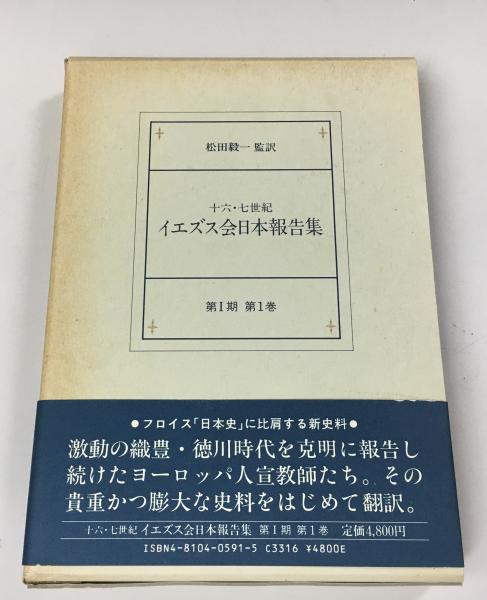 松田毅一 監訳
十六・七世紀
イエズス会日本報告集
第Ⅰ期 第1巻
●フロイス「日本史」に比肩する新史料●
激動の織豊・徳川時代を克明に報告し
続けたヨーロッパ人宣教師たち。その
貴重かつ膨大な史料をはじめて翻訳。
十六・七世紀 イエズス会日本報告集 第Ⅰ期 第1巻 定価4,800円
ISBN4-8104-0591-5 C3316 ¥4800E